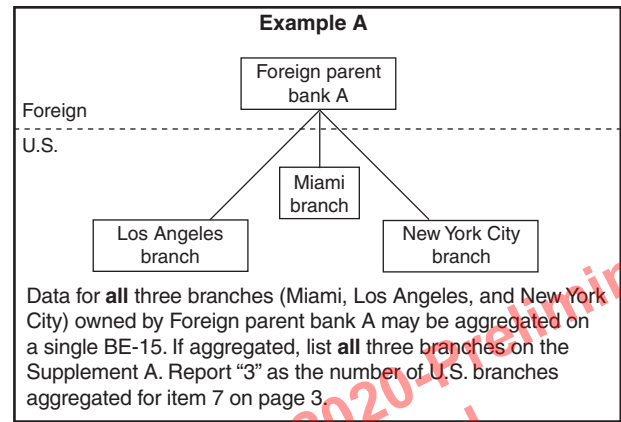 Example A
Foreign parent
bank A
Foreign
U.S.
Miami
branch
Los Angeles
branch
New York City
branch
Data for all three branches (Miami, Los Angeles, and New York
City) owned by Foreign parent bank A may be aggregated on
a single BE-15. If aggregated, list all three branches on the
Supplement A. Report “3” as the number of U.S. branches
aggregated for item 7 on page 3.
2020-Prelimin